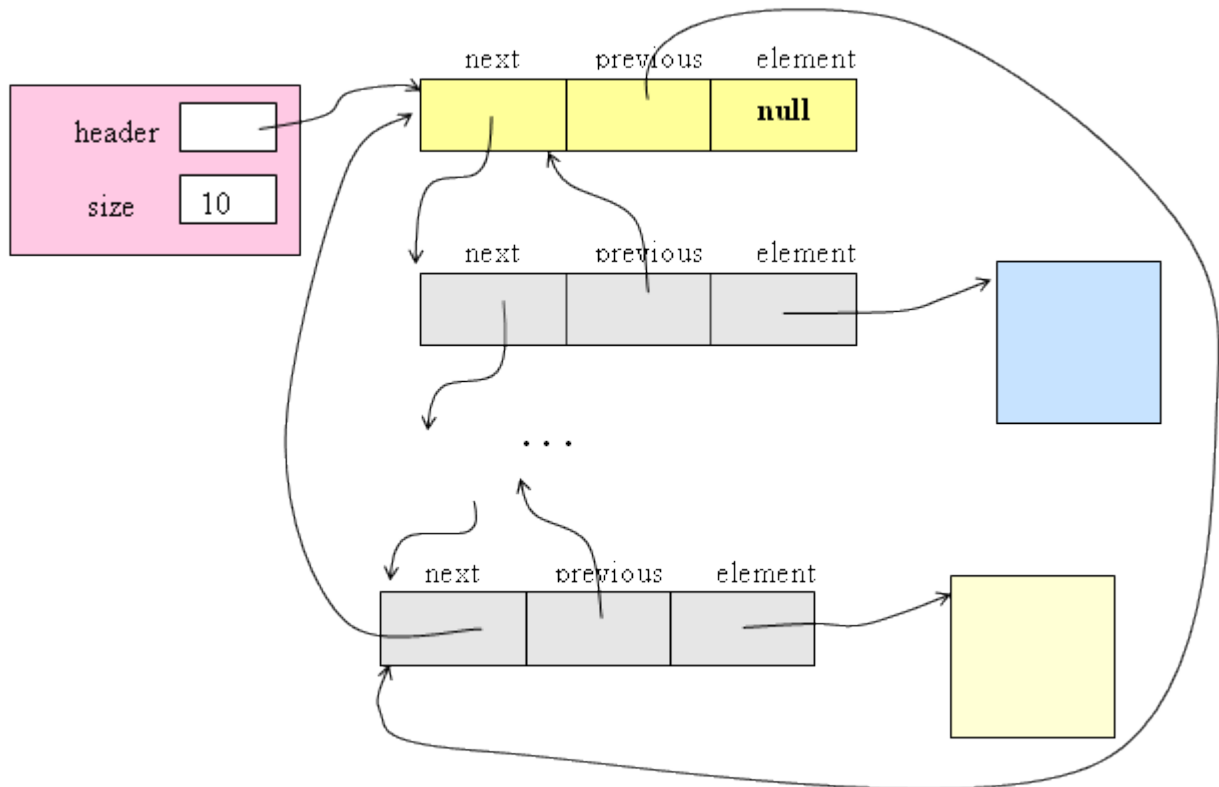 next previous element
header
null
size 10
next previous element
...
next previous element